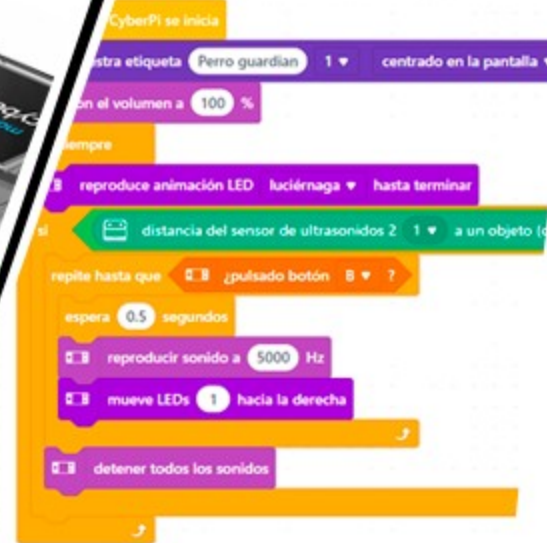 CyberPi se inicia
stra etiqueta Perro guardian 1 centrado en la pantalla
on el volumen a 100 %
empre
reproduce animación LED luciérnaga hasta terminar
si distancia del sensor de ultrasonidos 2 1 a un objeto (c
repite hasta que ¿pulsado botón B ?
espera 0.5 segundos
reproducir sonido a 5000 Hz
mueve LEDs 1 hacia la derecha
detener todos los sonidos